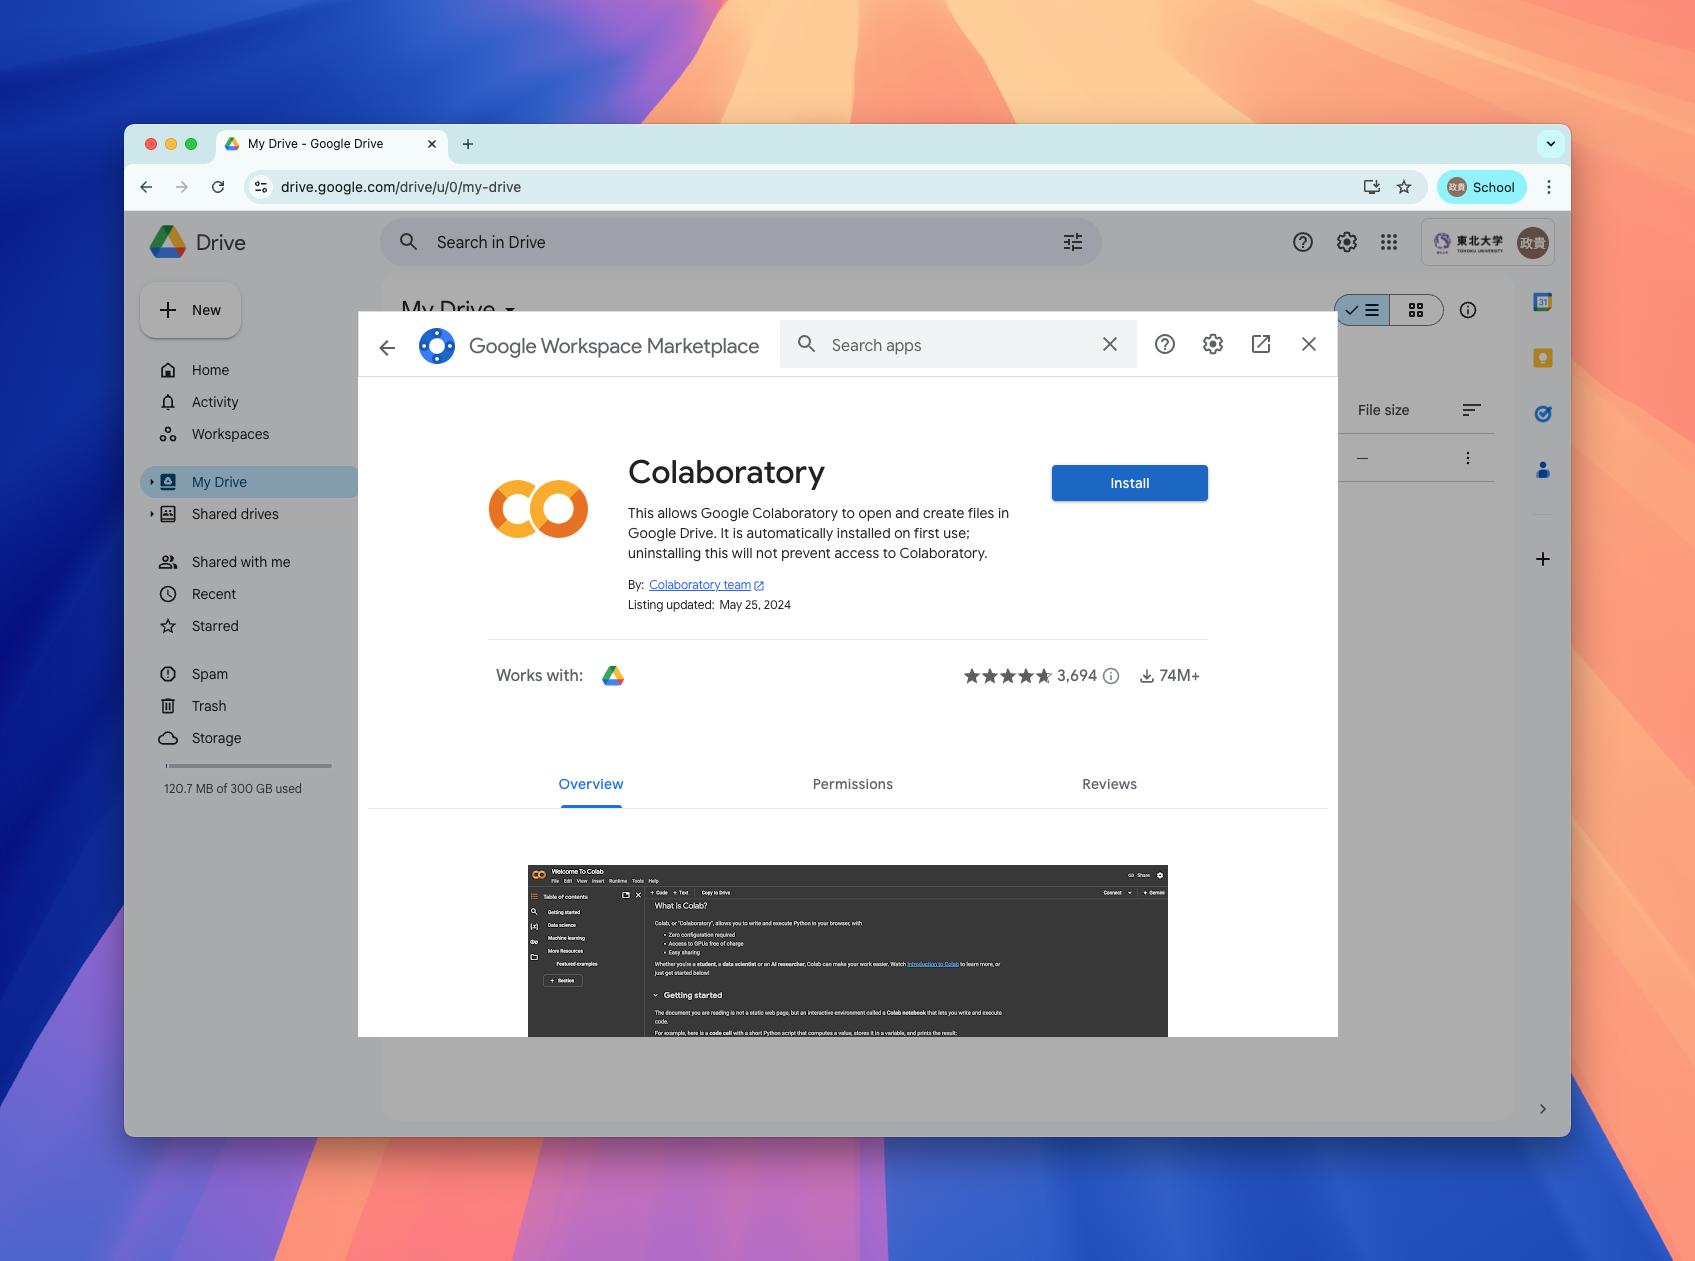 My Drive - Google Drive
drive.google.com/drive/u/0/my-drive
政貴 School
Drive
Search in Drive
東北大学
TOHOKU UNIVERSITY
政貴
New
My Drive
Home
Activity
Workspaces
My Drive
Shared drives
Shared with me
Recent
Starred
Spam
Trash
Storage
120.7 MB of 300 GB used
File size
—
31
Google Workspace Marketplace
Search apps
Colaboratory
Install
This allows Google Colaboratory to open and create files in
Google Drive. It is automatically installed on first use;
uninstalling this will not prevent access to Colaboratory.
By: Colaboratory team
Listing updated: May 25, 2024
Works with:
3,694
74M+
Overview
Permissions
Reviews
Welcome To Colab
File Edit View Insert Runtime Tools Help
Share
Table of contents
Getting started
Data science
Machine learning
More Resources
Featured examples
+ Section
+ Code + Text Copy to Drive
Connect
Gemini
What is Colab?
Colab, or "Colaboratory", allows you to write and execute Python in your browser, with
• Zero configuration required
• Access to GPUs free of charge
• Easy sharing
Whether you're a student, a data scientist or an AI researcher, Colab can make your work easier. Watch Introduction to Colab to learn more, or
just get started below!
Getting started
The document you are reading is not a static web page, but an interactive environment called a Colab notebook that lets you write and execute
code.
For example, here is a code cell with a short Python script that computes a value, stores it in a variable, and prints the result: